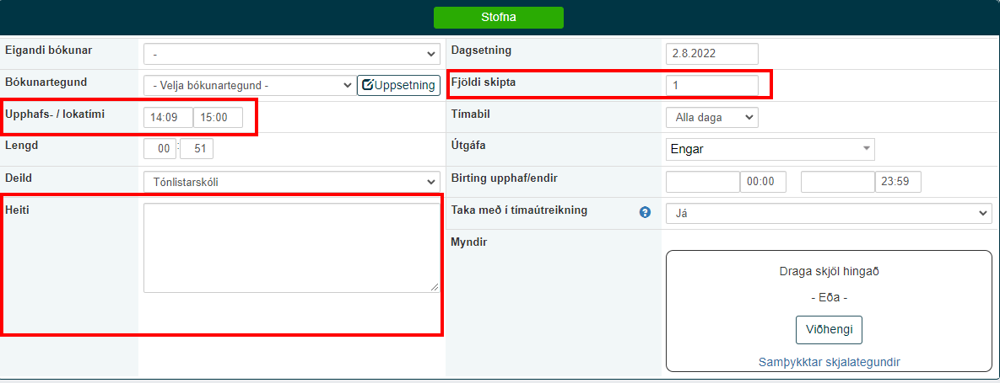 Stofna
Eigandi bókunar
-
Dagsetning
2.8.2022
Bókunartegund
- Velja bókunartegund -
Uppsetning
Fjöldi skipta
1
Upphafs- / lokatími
14:09
15:00
Tímabil
Alla daga
Lengd
00
:
51
Útgáfa
Engar
Deild
Tónlistarskóli
Birting upphaf/endir
00:00
23:59
Heiti
Taka með í tímaútreikning
?
Já
Myndir
Draga skjöl hingað
- Eða -
Viðhengi
Samþykktar skjalategundir